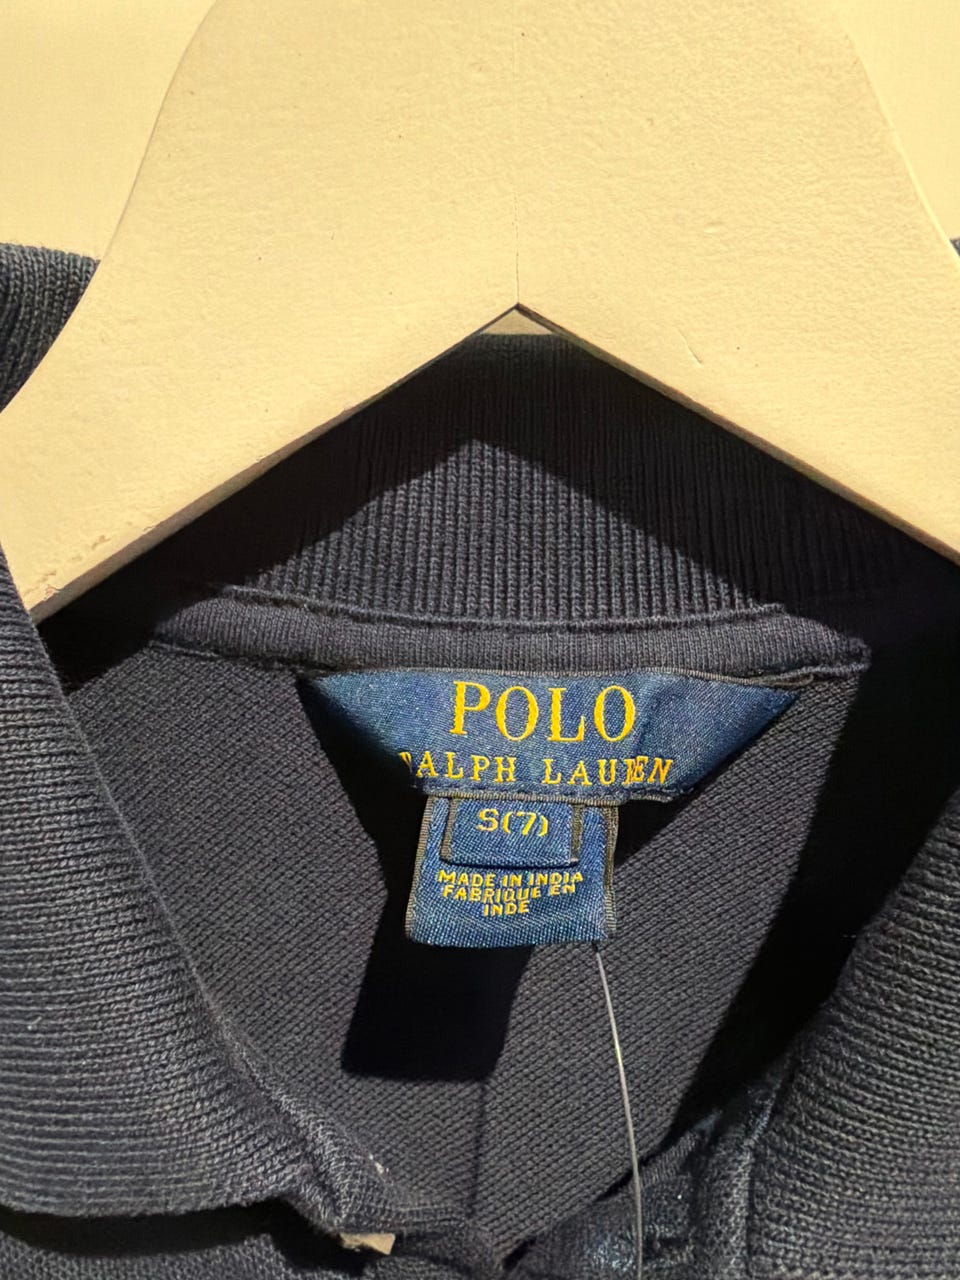 POLO
RALPH LAUREN
S(7)
MADE IN INDIA
FABRIQUE EN
INDE